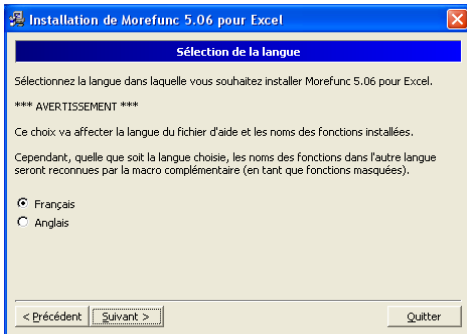 Installation de Morefunc 5.06 pour Excel
Sélection de la langue
Sélectionnez la langue dans laquelle vous souhaitez installer Morefunc 5.06 pour Excel.
*** AVERTISSEMENT ***
Ce choix va affecter la langue du fichier d'aide et les noms des fonctions installées.
Cependant, quelle que soit la langue choisie, les noms des fonctions dans l'autre langue
seront reconnues par la macro complémentaire (en tant que fonctions masquées).
Français
Anglais
< Précédent Suivant > Quitter